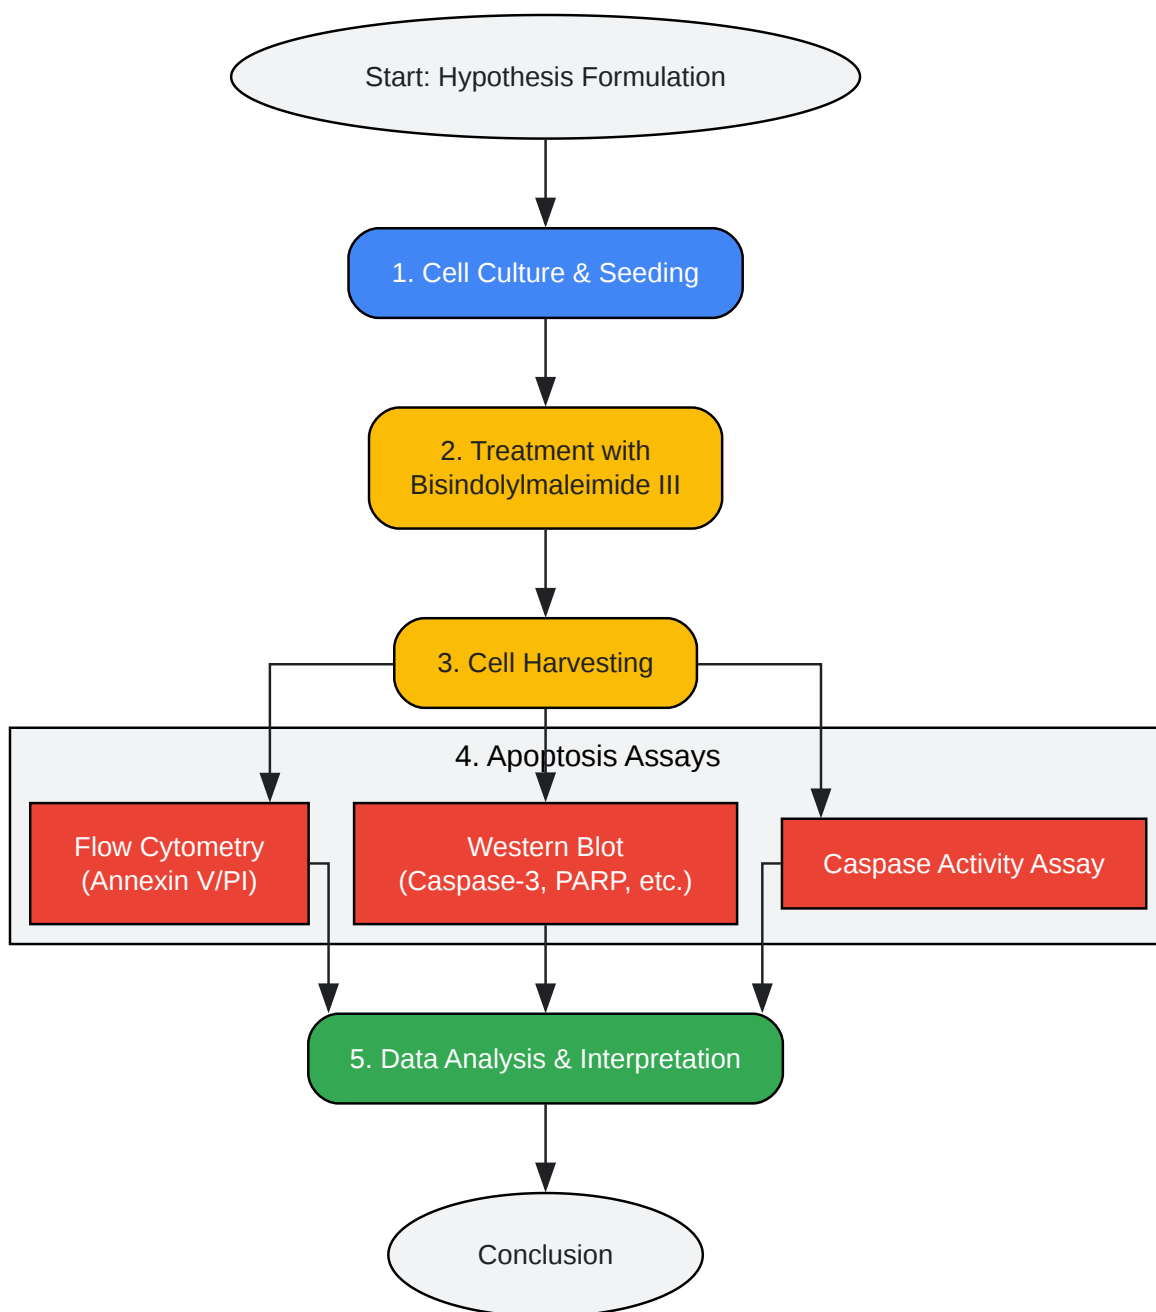 Start: Hypothesis Formulation
1. Cell Culture & Seeding
2. Treatment with
Bisindolylmaleimide III
3. Cell Harvesting
4. Apoptosis Assays
Flow Cytometry
(Annexin V/PI)
Western Blot
(Caspase-3, PARP, etc.)
Caspase Activity Assay
5. Data Analysis & Interpretation
Conclusion